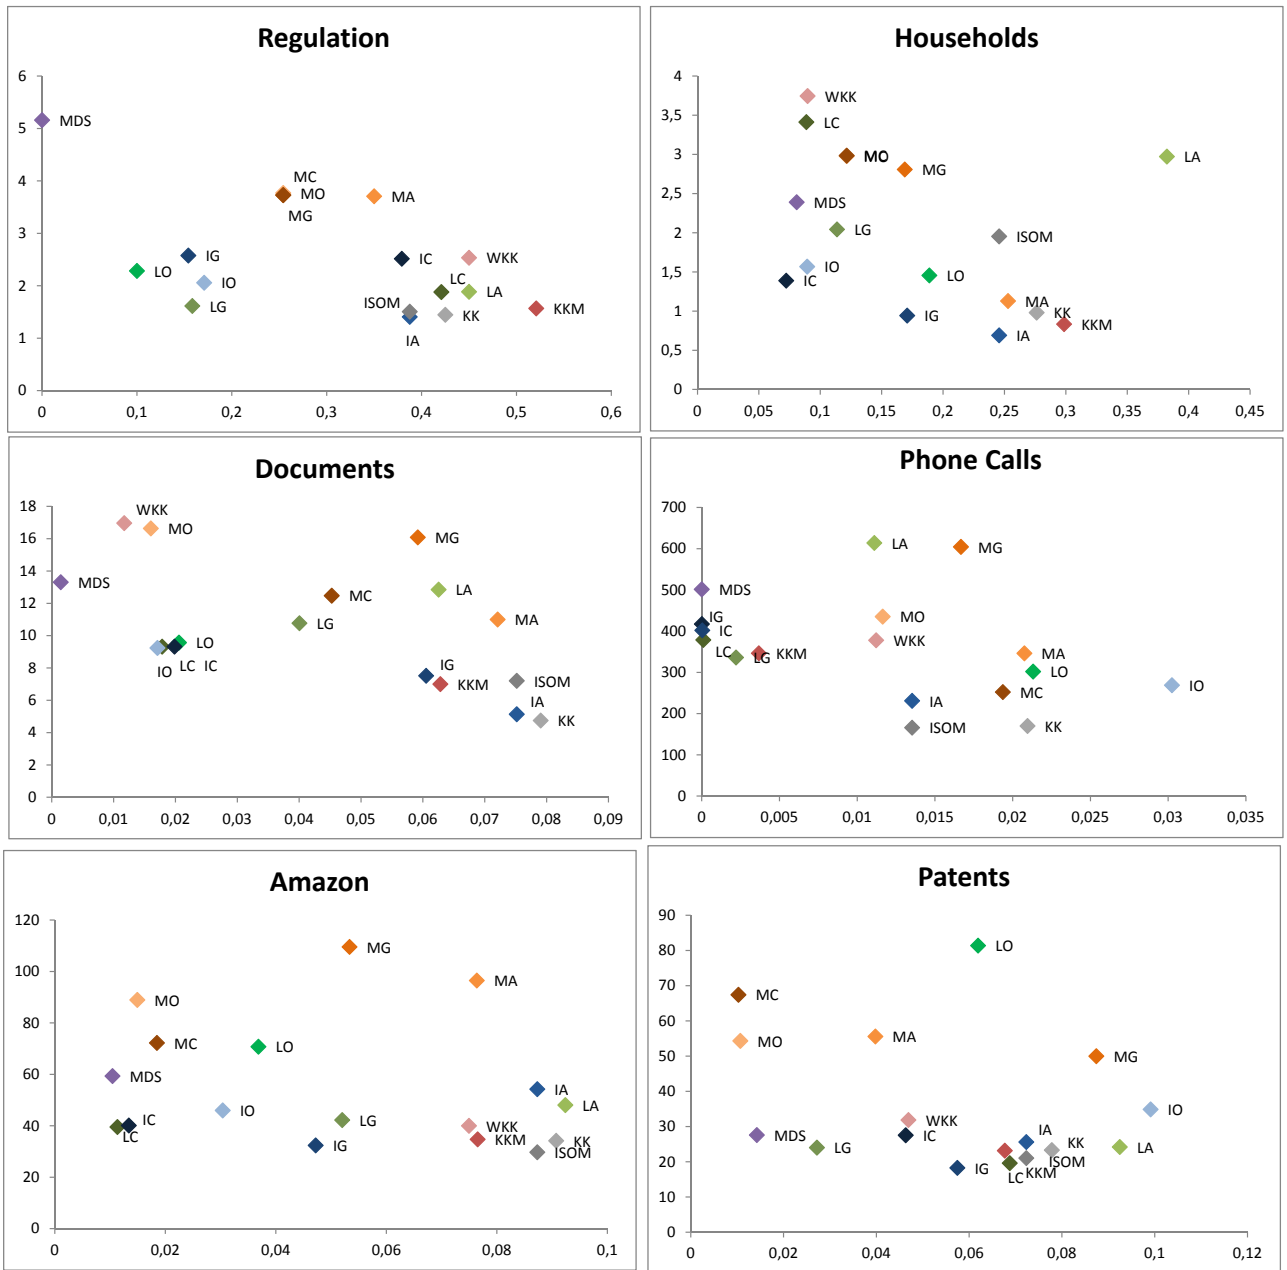 Regulation
6
5
4
3
2
1
0
0
0,1
0,2
0,3
0,4
0,5
0,6
MDS
MC
MO
MG
MA
IG
IO
LO
LG
IC
WKK
LC
LA
ISOM
IA
KK
KKM
Households
4
3,5
3
2,5
2
1,5
1
0,5
0
0
0,05
0,1
0,15
0,2
0,25
0,3
0,35
0,4
0,45
WKK
LC
MO
MG
LA
MDS
LG
ISOM
IO
IC
LO
IG
MA
KK
KKM
IA
Documents
18
16
14
12
10
8
6
4
2
0
0
0,01
0,02
0,03
0,04
0,05
0,06
0,07
0,08
0,09
WKK
MO
MG
MDS
MC
LA
LG
MA
LO
LC
IC
IO
IG
KKM
ISOM
IA
KK
Phone Calls
700
600
500
400
300
200
100
0
0
0,005
0,01
0,015
0,02
0,025
0,03
0,035
LA
MG
MDS
IG
MO
IC
WKK
LC
LG
KKM
MA
LO
MC
IO
IA
ISOM
KK
Amazon
120
100
80
60
40
20
0
0
0,02
0,04
0,06
0,08
0,1
MG
MA
MO
MC
LO
MDS
IA
LA
IO
IC
LC
LG
IG
WKK
KKM
KK
ISOM
Patents
90
80
70
60
50
40
30
20
10
0
0
0,02
0,04
0,06
0,08
0,1
0,12
LO
MC
MO
MA
MG
IO
WKK
IC
MDS
LG
IA
KK
LA
ISOM
KKM
LC
IG